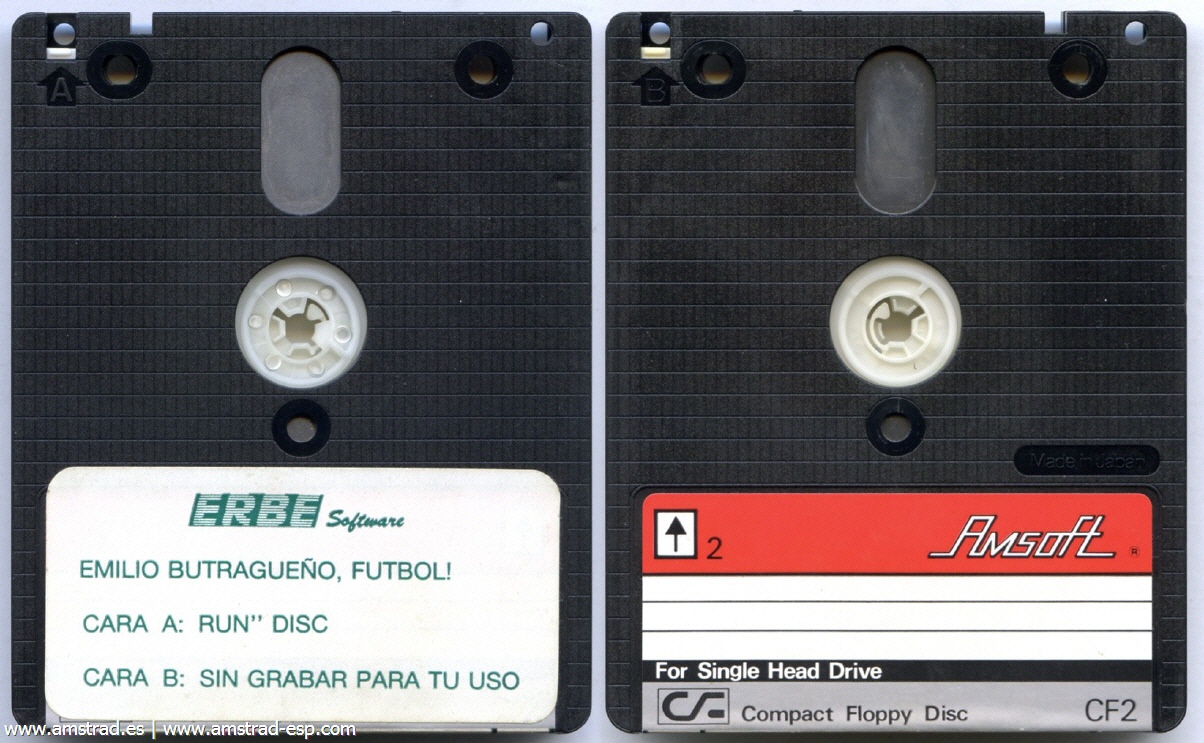 A
ERBE Software
EMILIO BUTRAGUEÑO, FUTBOL!
CARA A: RUN" DISC
CARA B: SIN GRABAR PARA TU USO
www.amstrad.es | www.amstrad-esp.com
B
Made in Japan
2 Amsoft ®
For Single Head Drive
CF Compact Floppy Disc CF2